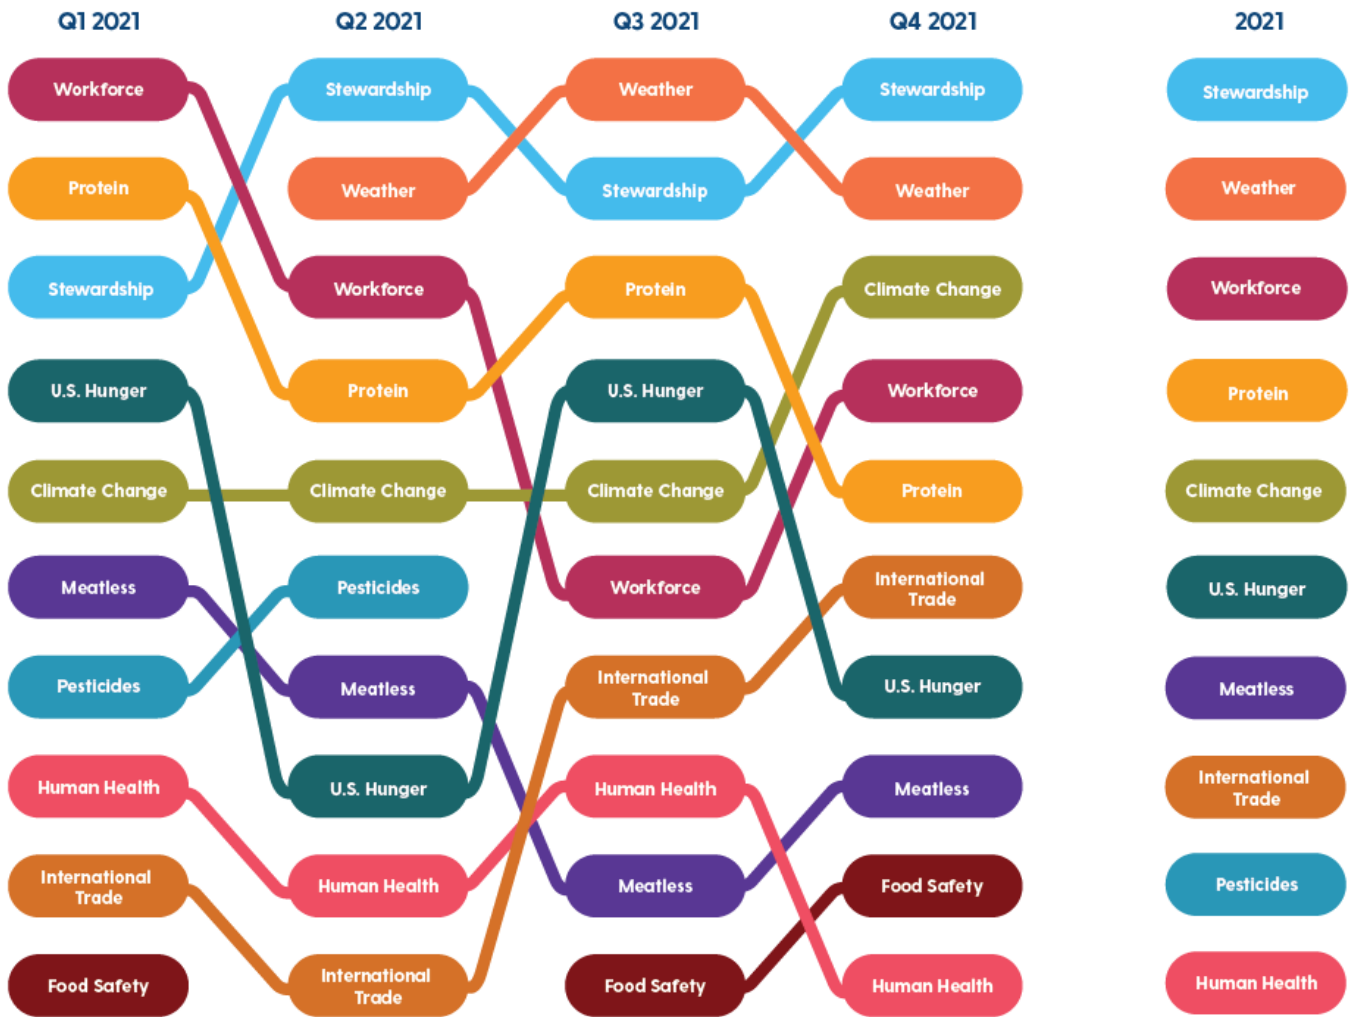 Q1 2021 Q2 2021 Q3 2021 Q4 2021 2021
Workforce Stewardship Weather Stewardship Stewardship
Protein Weather Stewardship Weather Weather
Stewardship Workforce Protein Climate Change Workforce
U.S. Hunger Protein U.S. Hunger Workforce Protein
Climate Change Climate Change Climate Change Protein Climate Change
Meatless Pesticides Workforce International Trade U.S. Hunger
Pesticides Meatless International Trade U.S. Hunger Meatless
Human Health U.S. Hunger Human Health Meatless International Trade
International Trade Human Health Meatless Food Safety Pesticides
Food Safety International Trade Food Safety Human Health Human Health